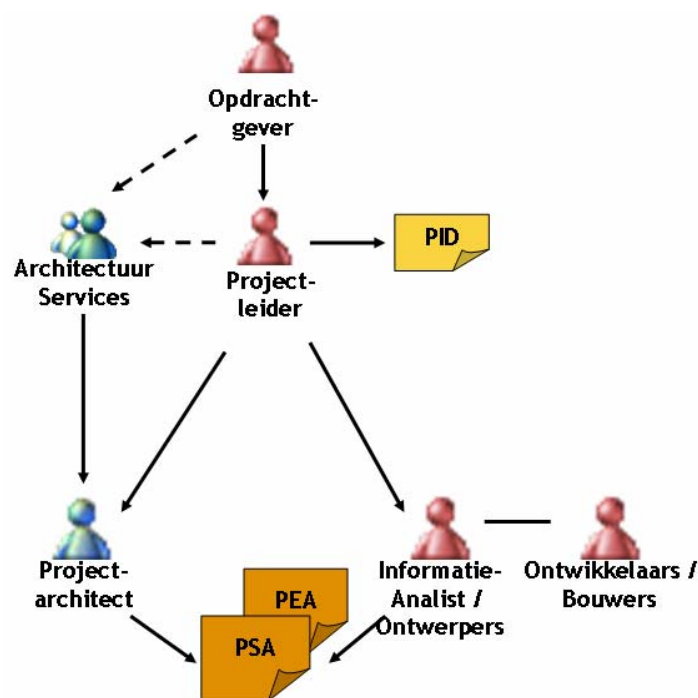 Opdracht-
gever
Architectuur
Services
Project-
leider
PID
Project-
architect
PEA
PSA
Informatie-
Analist /
Ontwerpers
Ontwikkelaars /
Bouwers